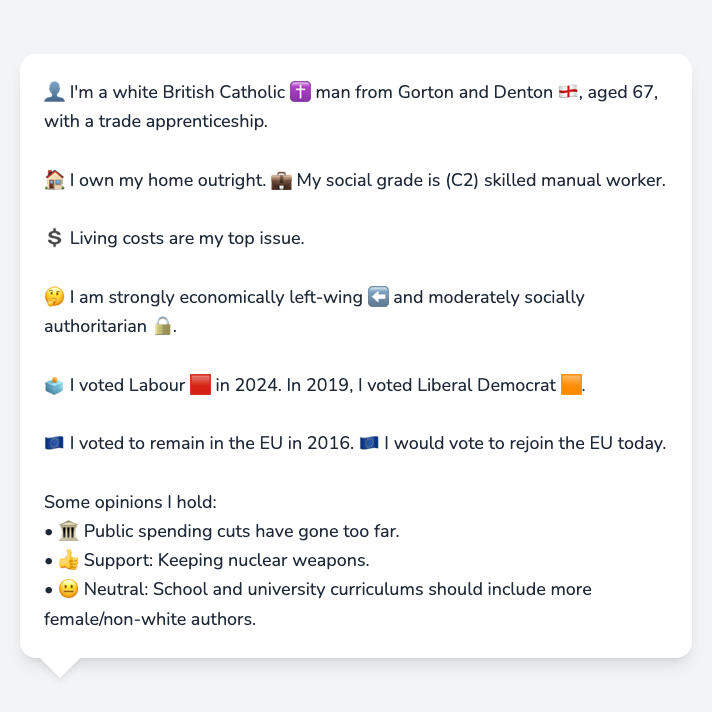 👤 I'm a white British Catholic ✝️ man from Gorton and Denton 🏴󠁧󠁢󠁥󠁮󠁧󠁿, aged 67,
with a trade apprenticeship.
🏠 I own my home outright. 💼 My social grade is (C2) skilled manual worker.
💲 Living costs are my top issue.
🤔 I am strongly economically left-wing ⬅️ and moderately socially
authoritarian 🔒.
🗳️ I voted Labour 🟥 in 2024. In 2019, I voted Liberal Democrat 🟧.
🇪🇺 I voted to remain in the EU in 2016. 🇪🇺 I would vote to rejoin the EU today.
Some opinions I hold:
• 🏛️ Public spending cuts have gone too far.
• 👍 Support: Keeping nuclear weapons.
• 😐 Neutral: School and university curriculums should include more
female/non-white authors.